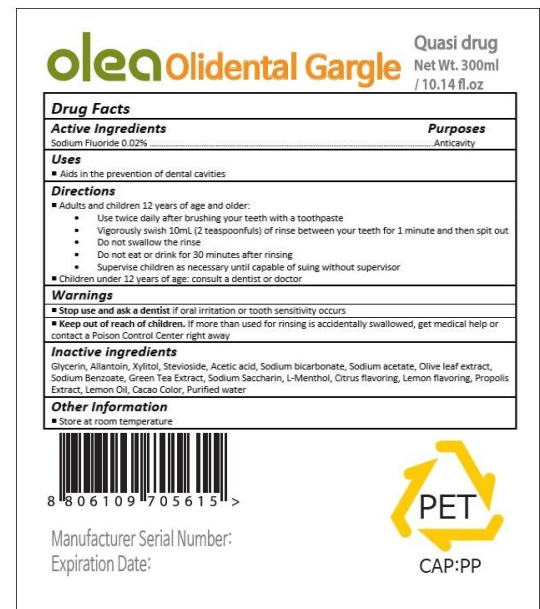 olea Olidental Gargle
Quasi drug
Net Wt. 300ml
/ 10.14 fl.oz
Drug Facts
Active Ingredients Purposes
Sodium Fluoride 0.02% ........................................................................Anticavity
Uses
▪ Aids in the prevention of dental cavities
Directions
▪ Adults and children 12 years of age and older:
• Use twice daily after brushing your teeth with a toothpaste
• Vigorously swish 10mL (2 teaspoonfuls) of rinse between your teeth for 1 minute and then spit out
• Do not swallow the rinse
• Do not eat or drink for 30 minutes after rinsing
• Supervise children as necessary until capable of suing without supervisor
▪ Children under 12 years of age: consult a dentist or doctor
Warnings
▪ Stop use and ask a dentist if oral irritation or tooth sensitivity occurs
▪ Keep out of reach of children. If more than used for rinsing is accidentally swallowed, get medical help or
contact a Poison Control Center right away
Inactive ingredients
Glycerin, Allantoin, Xylitol, Stevioside, Acetic acid, Sodium bicarbonate, Sodium acetate, Olive leaf extract,
Sodium Benzoate, Green Tea Extract, Sodium Saccharin, L-Menthol, Citrus flavoring, Lemon flavoring, Propolis
Extract, Lemon Oil, Cacao Color, Purified water
Other Information
▪ Store at room temperature
8 806109 705615 >
Manufacturer Serial Number:
Expiration Date:
PET
CAP:PP